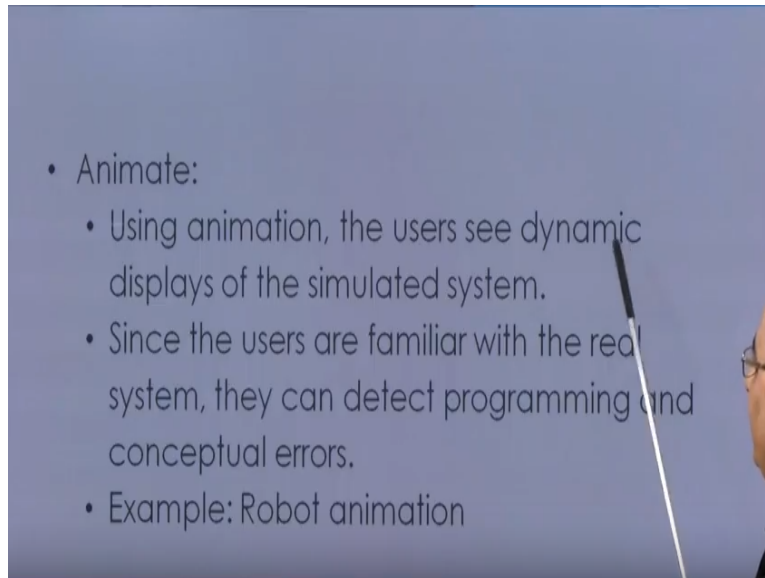 • Animate:
• Using animation, the users see dynamic
displays of the simulated system.
• Since the users are familiar with the real
system, they can detect programming and
conceptual errors.
• Example: Robot animation